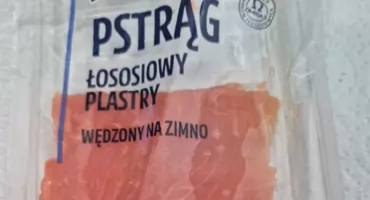 PSTRĄG
ŁOSOSIOWY
PLASTRY
WĘDZONY NA ZIMNO